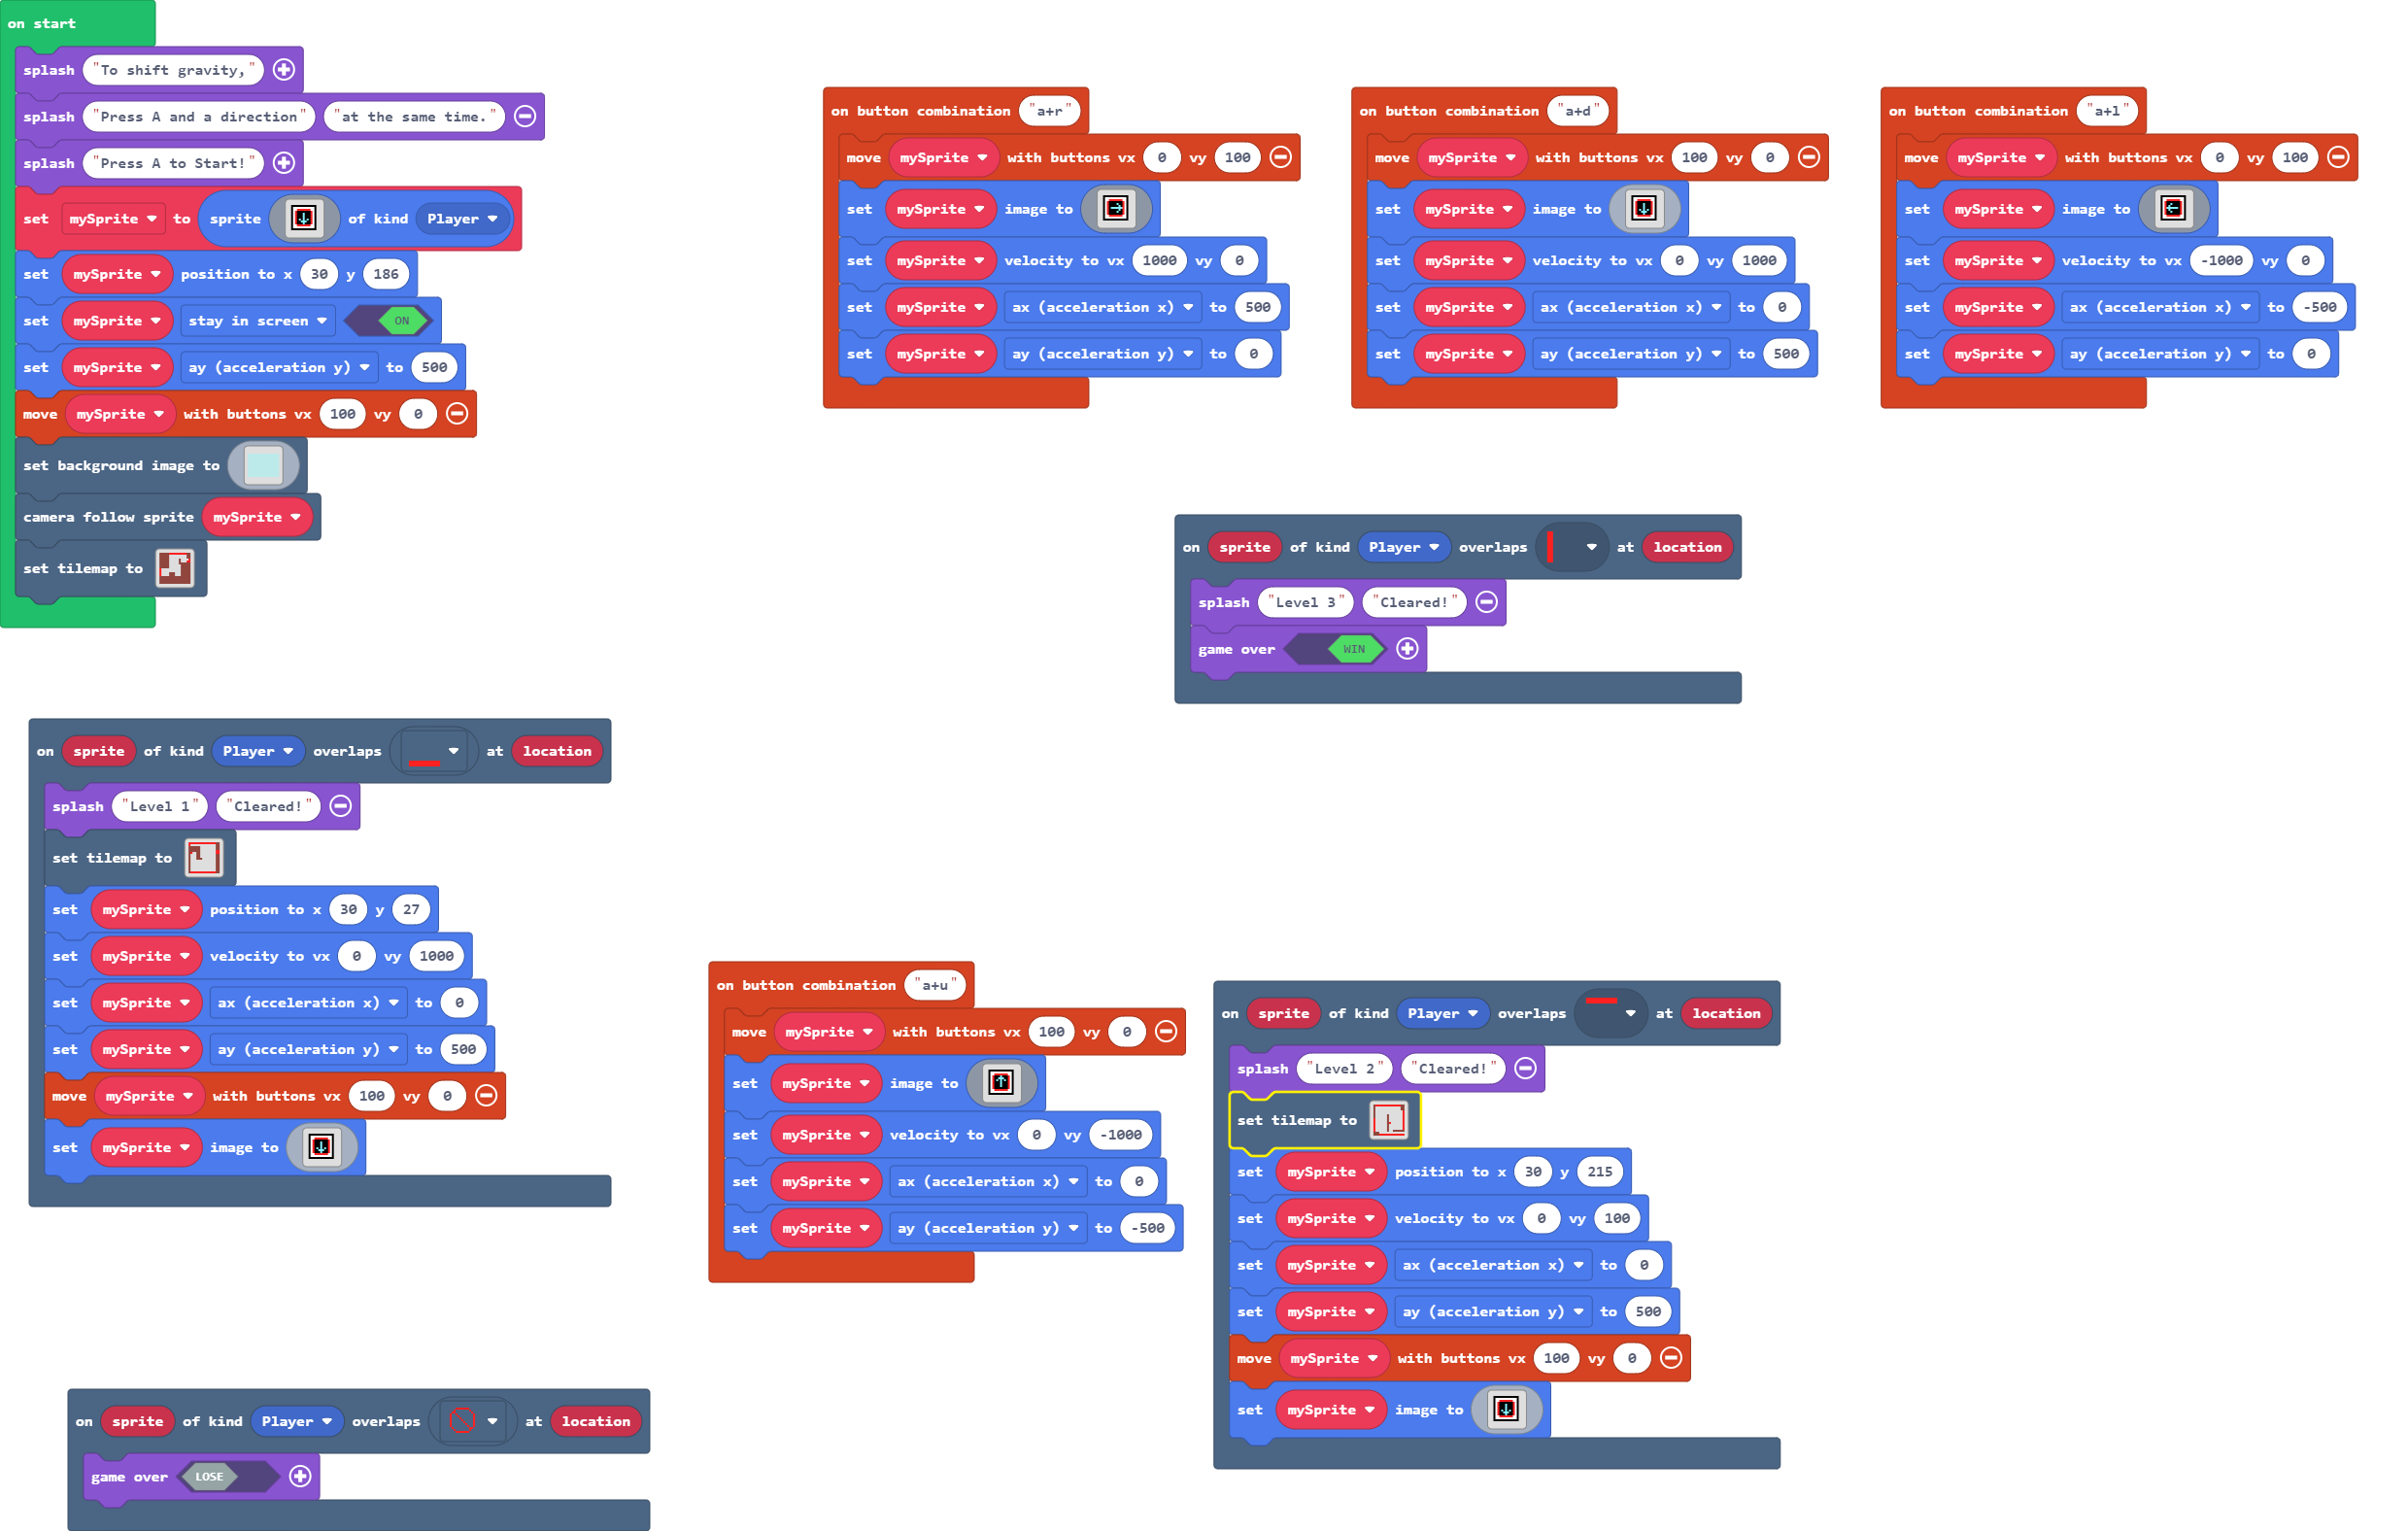 on start
splash "To shift gravity,"
splash "Press A and a direction" "at the same time."
splash "Press A to Start!"
set mySprite to sprite of kind Player
set mySprite position to x 30 y 186
set mySprite stay in screen ON
set mySprite ay (acceleration y) to 500
move mySprite with buttons vx 100 vy 0
set background image to
camera follow sprite mySprite
set tilemap to
on button combination "a+r"
move mySprite with buttons vx 0 vy 100
set mySprite image to
set mySprite velocity to vx 1000 vy 0
set mySprite ax (acceleration x) to 500
set mySprite ay (acceleration y) to 0
on button combination "a+d"
move mySprite with buttons vx 100 vy 0
set mySprite image to
set mySprite velocity to vx 0 vy 1000
set mySprite ax (acceleration x) to 0
set mySprite ay (acceleration y) to 500
on button combination "a+l"
move mySprite with buttons vx 0 vy 100
set mySprite image to
set mySprite velocity to vx -1000 vy 0
set mySprite ax (acceleration x) to -500
set mySprite ay (acceleration y) to 0
on sprite of kind Player overlaps at location
splash "Level 3" "Cleared!"
game over WIN
on sprite of kind Player overlaps at location
splash "Level 1" "Cleared!"
set tilemap to
set mySprite position to x 30 y 27
set mySprite velocity to vx 0 vy 1000
set mySprite ax (acceleration x) to 0
set mySprite ay (acceleration y) to 500
move mySprite with buttons vx 100 vy 0
set mySprite image to
on button combination "a+u"
move mySprite with buttons vx 100 vy 0
set mySprite image to
set mySprite velocity to vx 0 vy -1000
set mySprite ax (acceleration x) to 0
set mySprite ay (acceleration y) to -500
on sprite of kind Player overlaps at location
splash "Level 2" "Cleared!"
set tilemap to
set mySprite position to x 30 y 215
set mySprite velocity to vx 0 vy 100
set mySprite ax (acceleration x) to 0
set mySprite ay (acceleration y) to 500
move mySprite with buttons vx 100 vy 0
set mySprite image to
on sprite of kind Player overlaps at location
game over LOSE